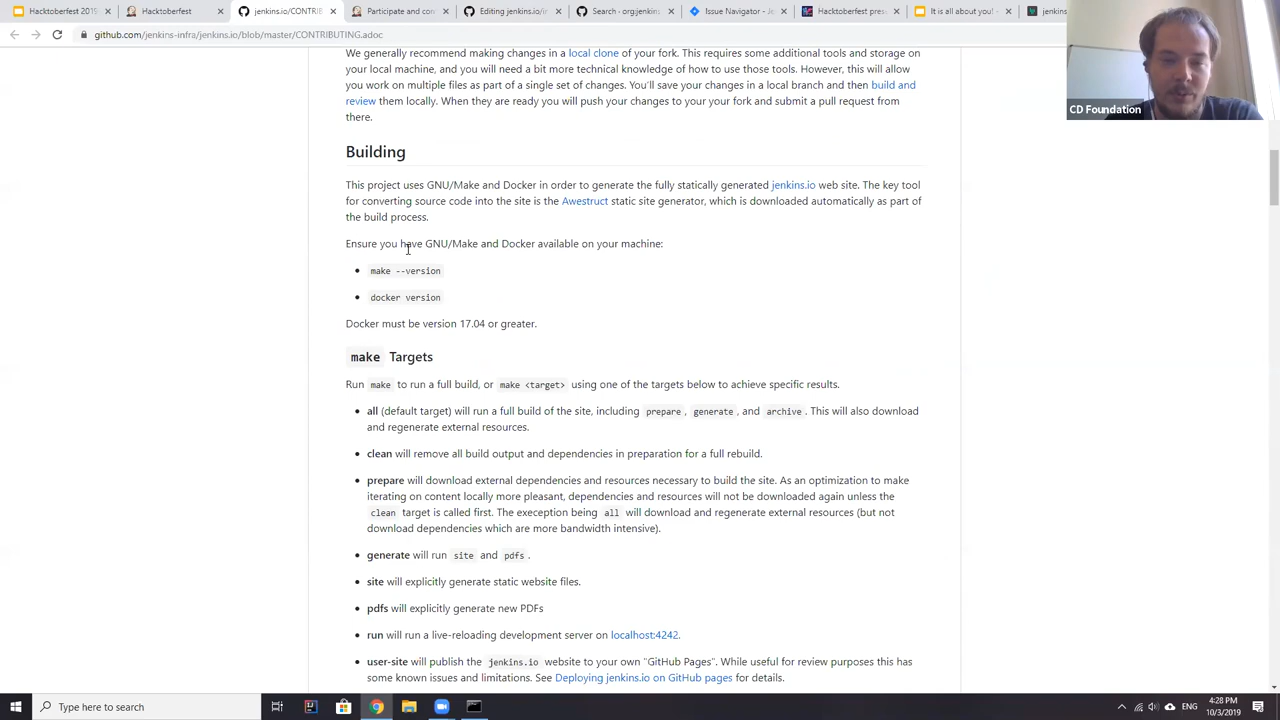 Hacktoberfest 2019
Hacktoberfest
jenkins.io/CONTRIB
Participate and con
Editing jenkins.io/in
Search · org:jenkins
Issue Navigator - Je
Hacktoberfest pres
It is all about you! -
jenkins
github.com/jenkins-infra/jenkins.io/blob/master/CONTRIBUTING.adoc
CD Foundation
We generally recommend making changes in a local clone of your fork. This requires some additional tools and storage on
your local machine, and you will need a bit more technical knowledge of how to use those tools. However, this will allow
you work on multiple files as part of a single set of changes. You'll save your changes in a local branch and then build and
review them locally. When they are ready you will push your changes to your your fork and submit a pull request from
there.
Building
This project uses GNU/Make and Docker in order to generate the fully statically generated jenkins.io web site. The key tool
for converting source code into the site is the Awestruct static site generator, which is downloaded automatically as part of
the build process.
Ensure you have GNU/Make and Docker available on your machine:
• make --version
• docker version
Docker must be version 17.04 or greater.
make Targets
Run make to run a full build, or make <target> using one of the targets below to achieve specific results.
• all (default target) will run a full build of the site, including prepare, generate, and archive. This will also download
and regenerate external resources.
• clean will remove all build output and dependencies in preparation for a full rebuild.
• prepare will download external dependencies and resources necessary to build the site. As an optimization to make
iterating on content locally more pleasant, dependencies and resources will not be downloaded again unless the
clean target is called first. The exeception being all will download and regenerate external resources (but not
download dependencies which are more bandwidth intensive).
• generate will run site and pdfs.
• site will explicitly generate static website files.
• pdfs will explicitly generate new PDFs
• run will run a live-reloading development server on localhost:4242.
• user-site will publish the jenkins.io website to your own "GitHub Pages". While useful for review purposes this has
some known issues and limitations. See Deploying jenkins.io on GitHub pages for details.
Type here to search
ENG
4:28 PM
10/3/2019